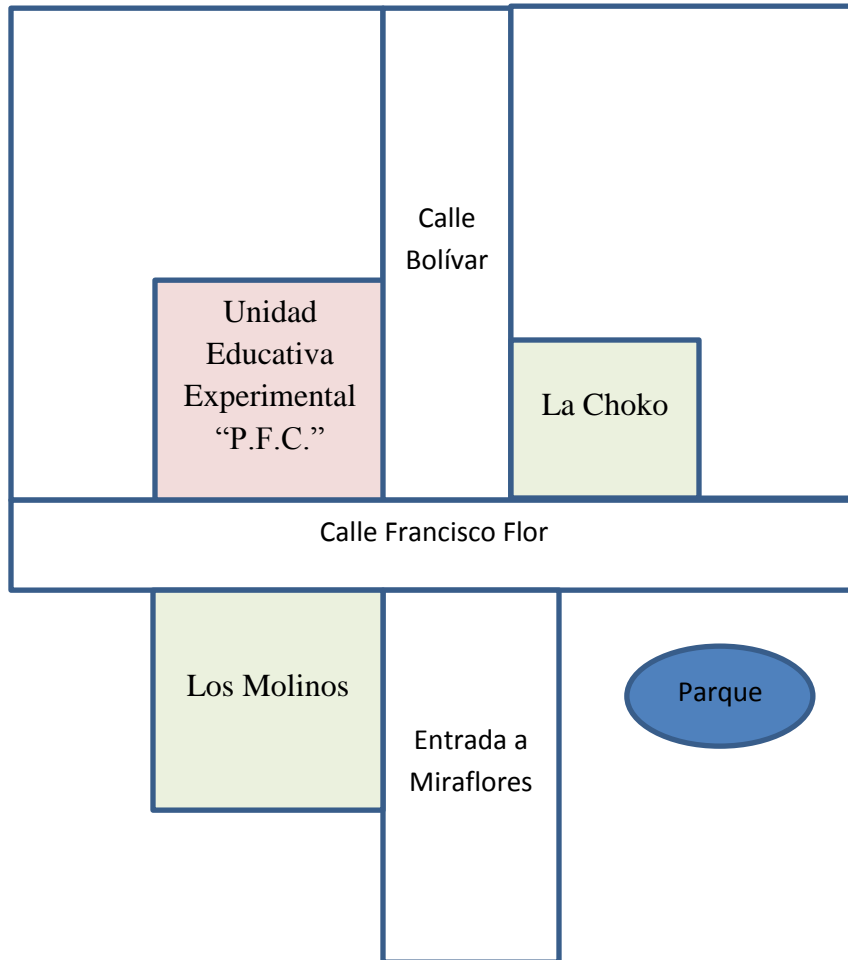 Calle
Bolívar
Unidad
Educativa
Experimental
“P.F.C.”
La Choko
Calle Francisco Flor
Los Molinos
Parque
Entrada a
Miraflores